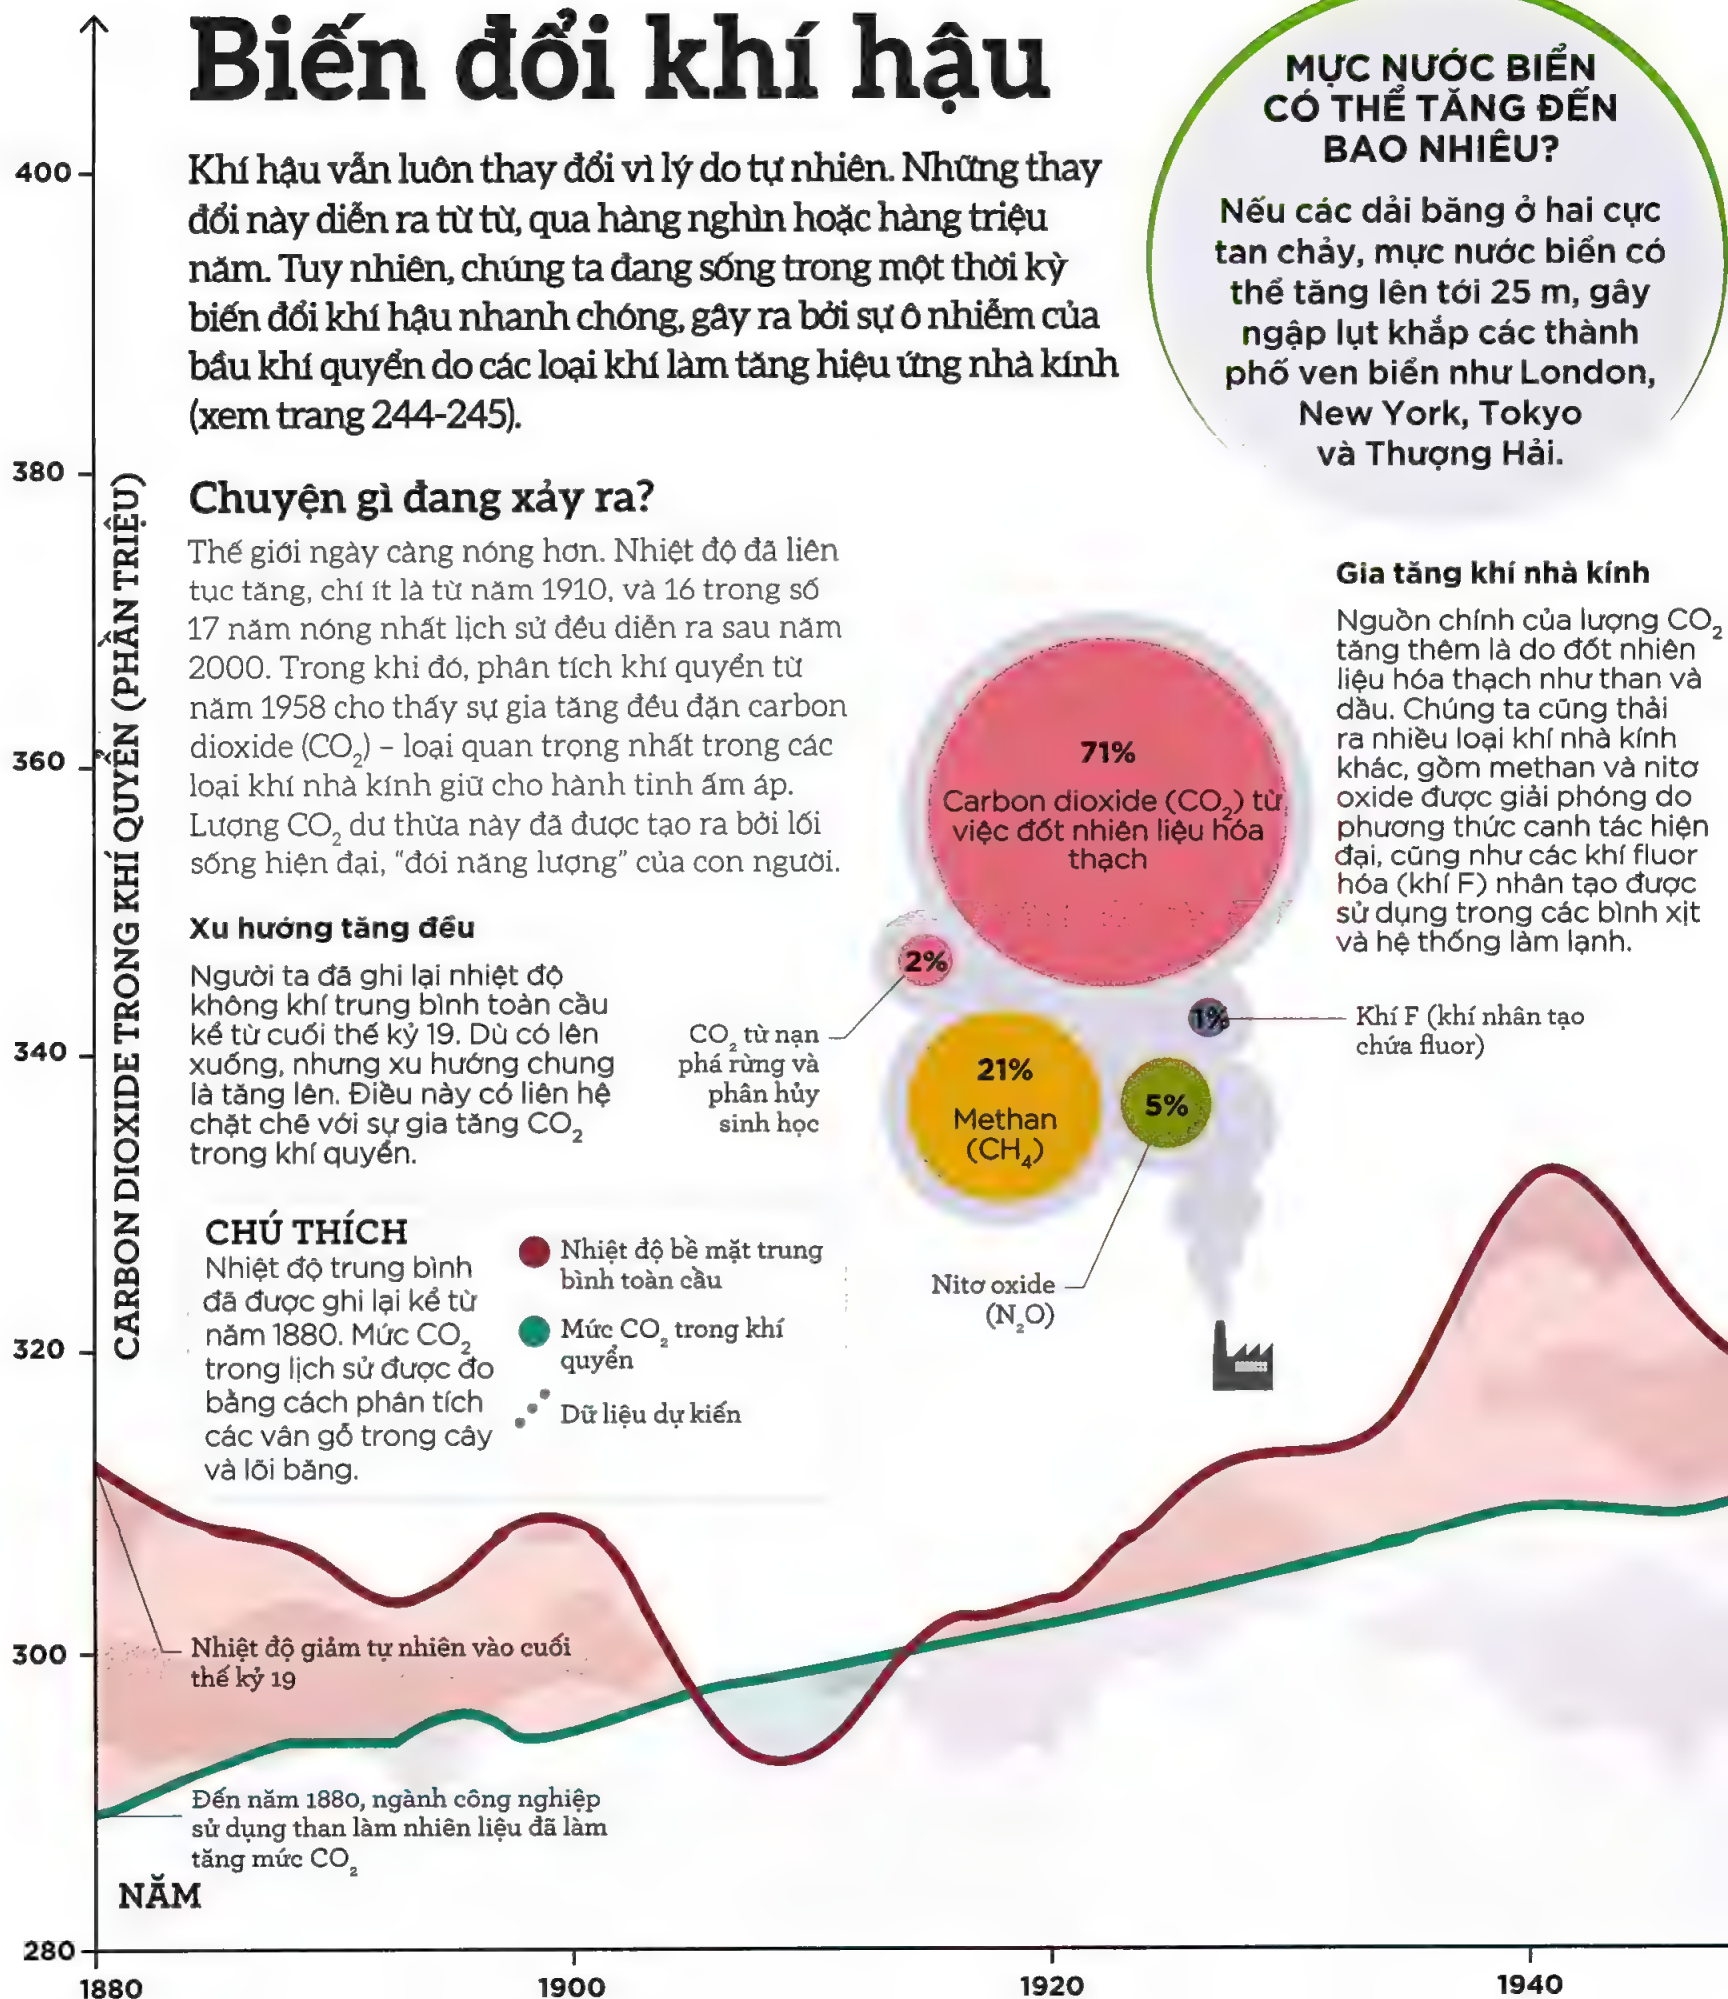 Biến đổi khí hậu
Khí hậu vẫn luôn thay đổi vì lý do tự nhiên. Những thay
đổi này diễn ra từ từ, qua hàng nghìn hoặc hàng triệu
năm. Tuy nhiên, chúng ta đang sống trong một thời kỳ
biến đổi khí hậu nhanh chóng, gây ra bởi sự ô nhiễm của
bầu khí quyển do các loại khí làm tăng hiệu ứng nhà kính
(xem trang 244-245).
MỰC NƯỚC BIỂN
CÓ THỂ TĂNG ĐẾN
BAO NHIÊU?
Nếu các dải băng ở hai cực
tan chảy, mực nước biển có
thể tăng lên tới 25 m, gây
ngập lụt khắp các thành
phố ven biển như London,
New York, Tokyo
và Thượng Hải.
Chuyện gì đang xảy ra?
Thế giới ngày càng nóng hơn. Nhiệt độ đã liên
tục tăng, chí ít là từ năm 1910, và 16 trong số
17 năm nóng nhất lịch sử đều diễn ra sau năm
2000. Trong khi đó, phân tích khí quyển từ
năm 1958 cho thấy sự gia tăng đều đặn carbon
dioxide (CO₂) – loại quan trọng nhất trong các
loại khí nhà kính giữ cho hành tinh ấm áp.
Lượng CO₂ dư thừa này đã được tạo ra bởi lối
sống hiện đại, “đói năng lượng” của con người.
Xu hướng tăng đều
Người ta đã ghi lại nhiệt độ
không khí trung bình toàn cầu
kể từ cuối thế kỷ 19. Dù có lên
xuống, nhưng xu hướng chung
là tăng lên. Điều này có liên hệ
chặt chẽ với sự gia tăng CO₂
trong khí quyển.
Gia tăng khí nhà kính
Nguồn chính của lượng CO₂
tăng thêm là do đốt nhiên
liệu hóa thạch như than và
dầu. Chúng ta cũng thải
ra nhiều loại khí nhà kính
khác, gồm methan và nitơ
oxide được giải phóng do
phương thức canh tác hiện
đại, cũng như các khí fluor
hóa (khí F) nhân tạo được
sử dụng trong các bình xịt
và hệ thống làm lạnh.
71%
Carbon dioxide (CO₂) từ
việc đốt nhiên liệu hóa
thạch
2%
CO₂ từ nạn
phá rừng và
phân hủy
sinh học
1%
Khí F (khí nhân tạo
chứa fluor)
21%
Methan
(CH₄)
5%
Nitơ oxide
(N₂O)
CHÚ THÍCH
Nhiệt độ trung bình
đã được ghi lại kể từ
năm 1880. Mức CO₂
trong lịch sử được đo
bằng cách phân tích
các vân gỗ trong cây
và lõi băng.
Nhiệt độ bề mặt trung
bình toàn cầu
Mức CO₂ trong khí
quyển
Dữ liệu dự kiến
CARBON DIOXIDE TRONG KHÍ QUYỂN (PHẦN TRIỆU)
400
380
360
340
320
300
280
Nhiệt độ giảm tự nhiên vào cuối
thế kỷ 19
Đến năm 1880, ngành công nghiệp
sử dụng than làm nhiên liệu đã làm
tăng mức CO₂
NĂM
1880
1900
1920
1940